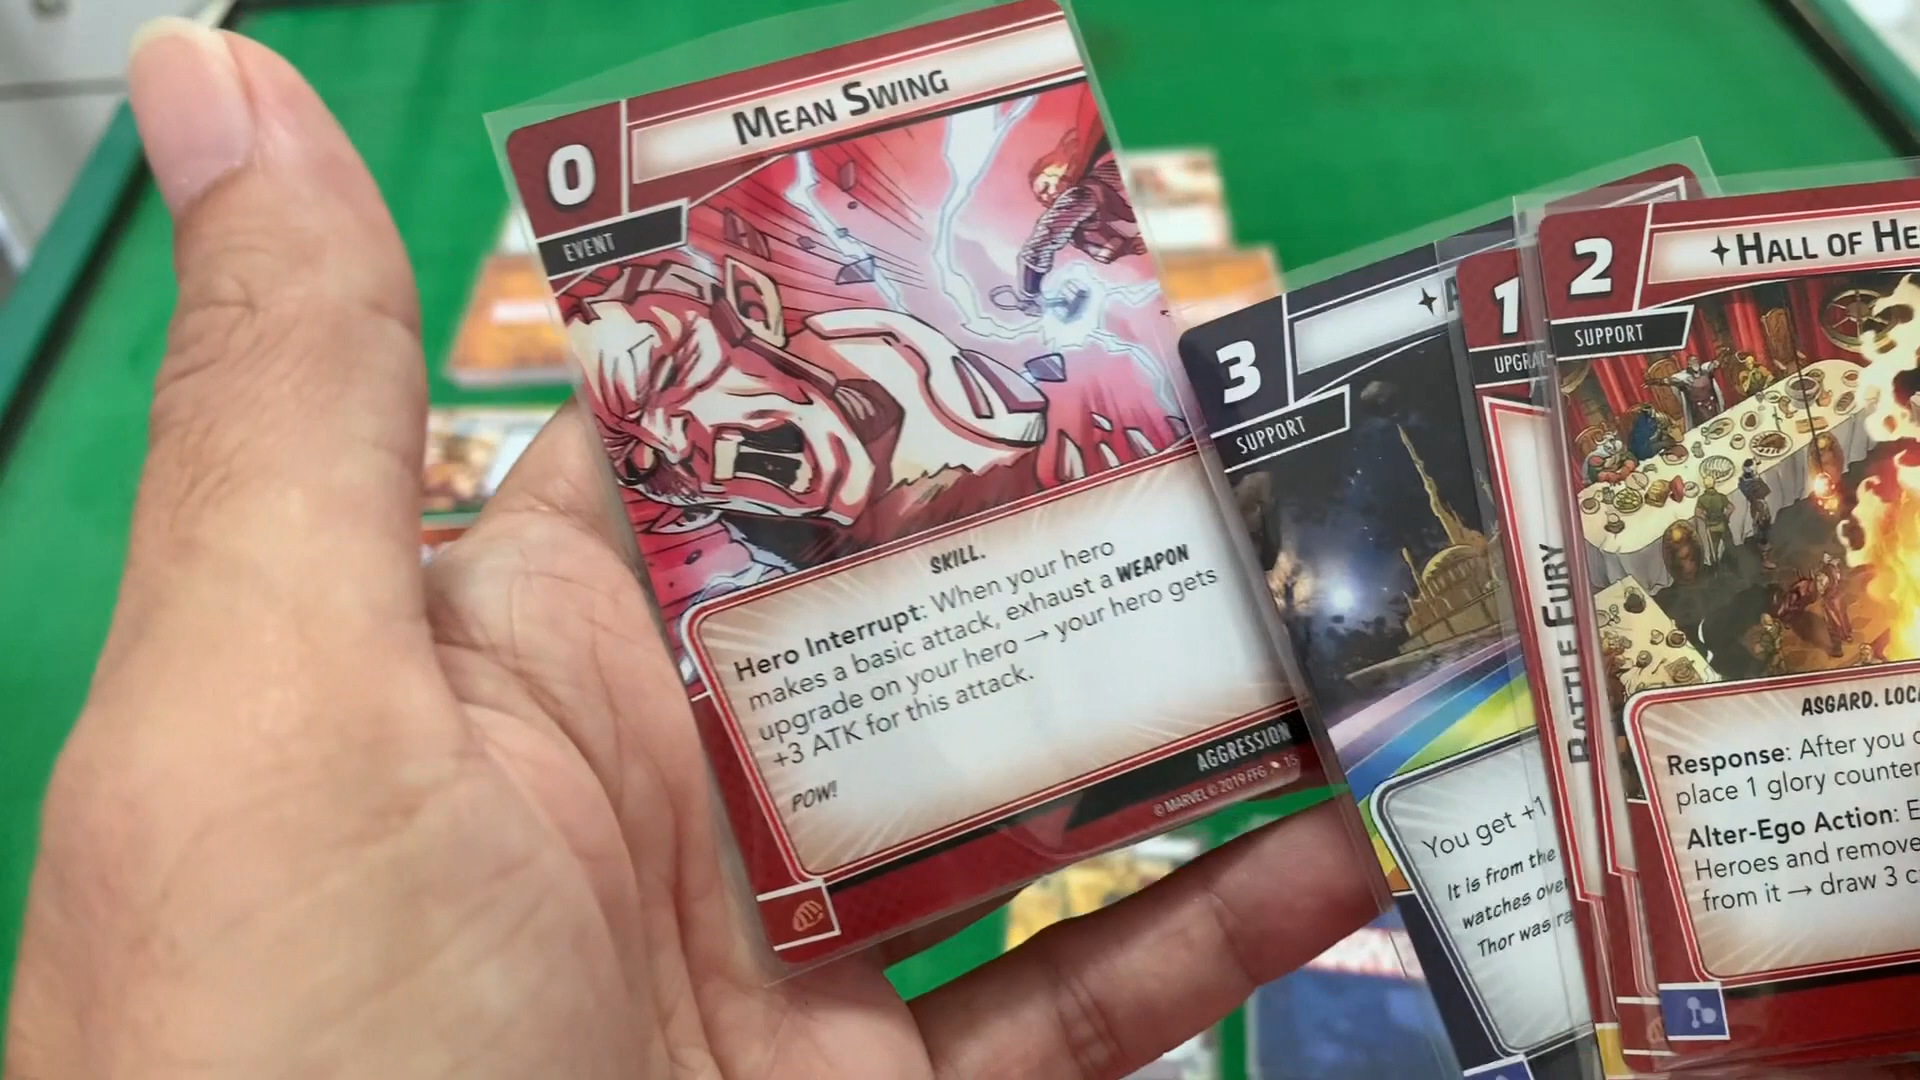 MEAN SWING
0
EVENT
SKILL.
Hero Interrupt: When your hero
makes a basic attack, exhaust a WEAPON
upgrade on your hero → your hero gets
+3 ATK for this attack.
POW!
AGGRESSION
© MARVEL © 2019 FFG 15
3
SUPPORT
You get +1
It is from the
watches over
Thor was ra
1
UPGRA
BATTLE FURY
2
HALL OF HE
SUPPORT
ASGARD. LOCA
Response: After you
place 1 glory counter
Alter-Ego Action: E
Heroes and remove
from it → draw 3 c